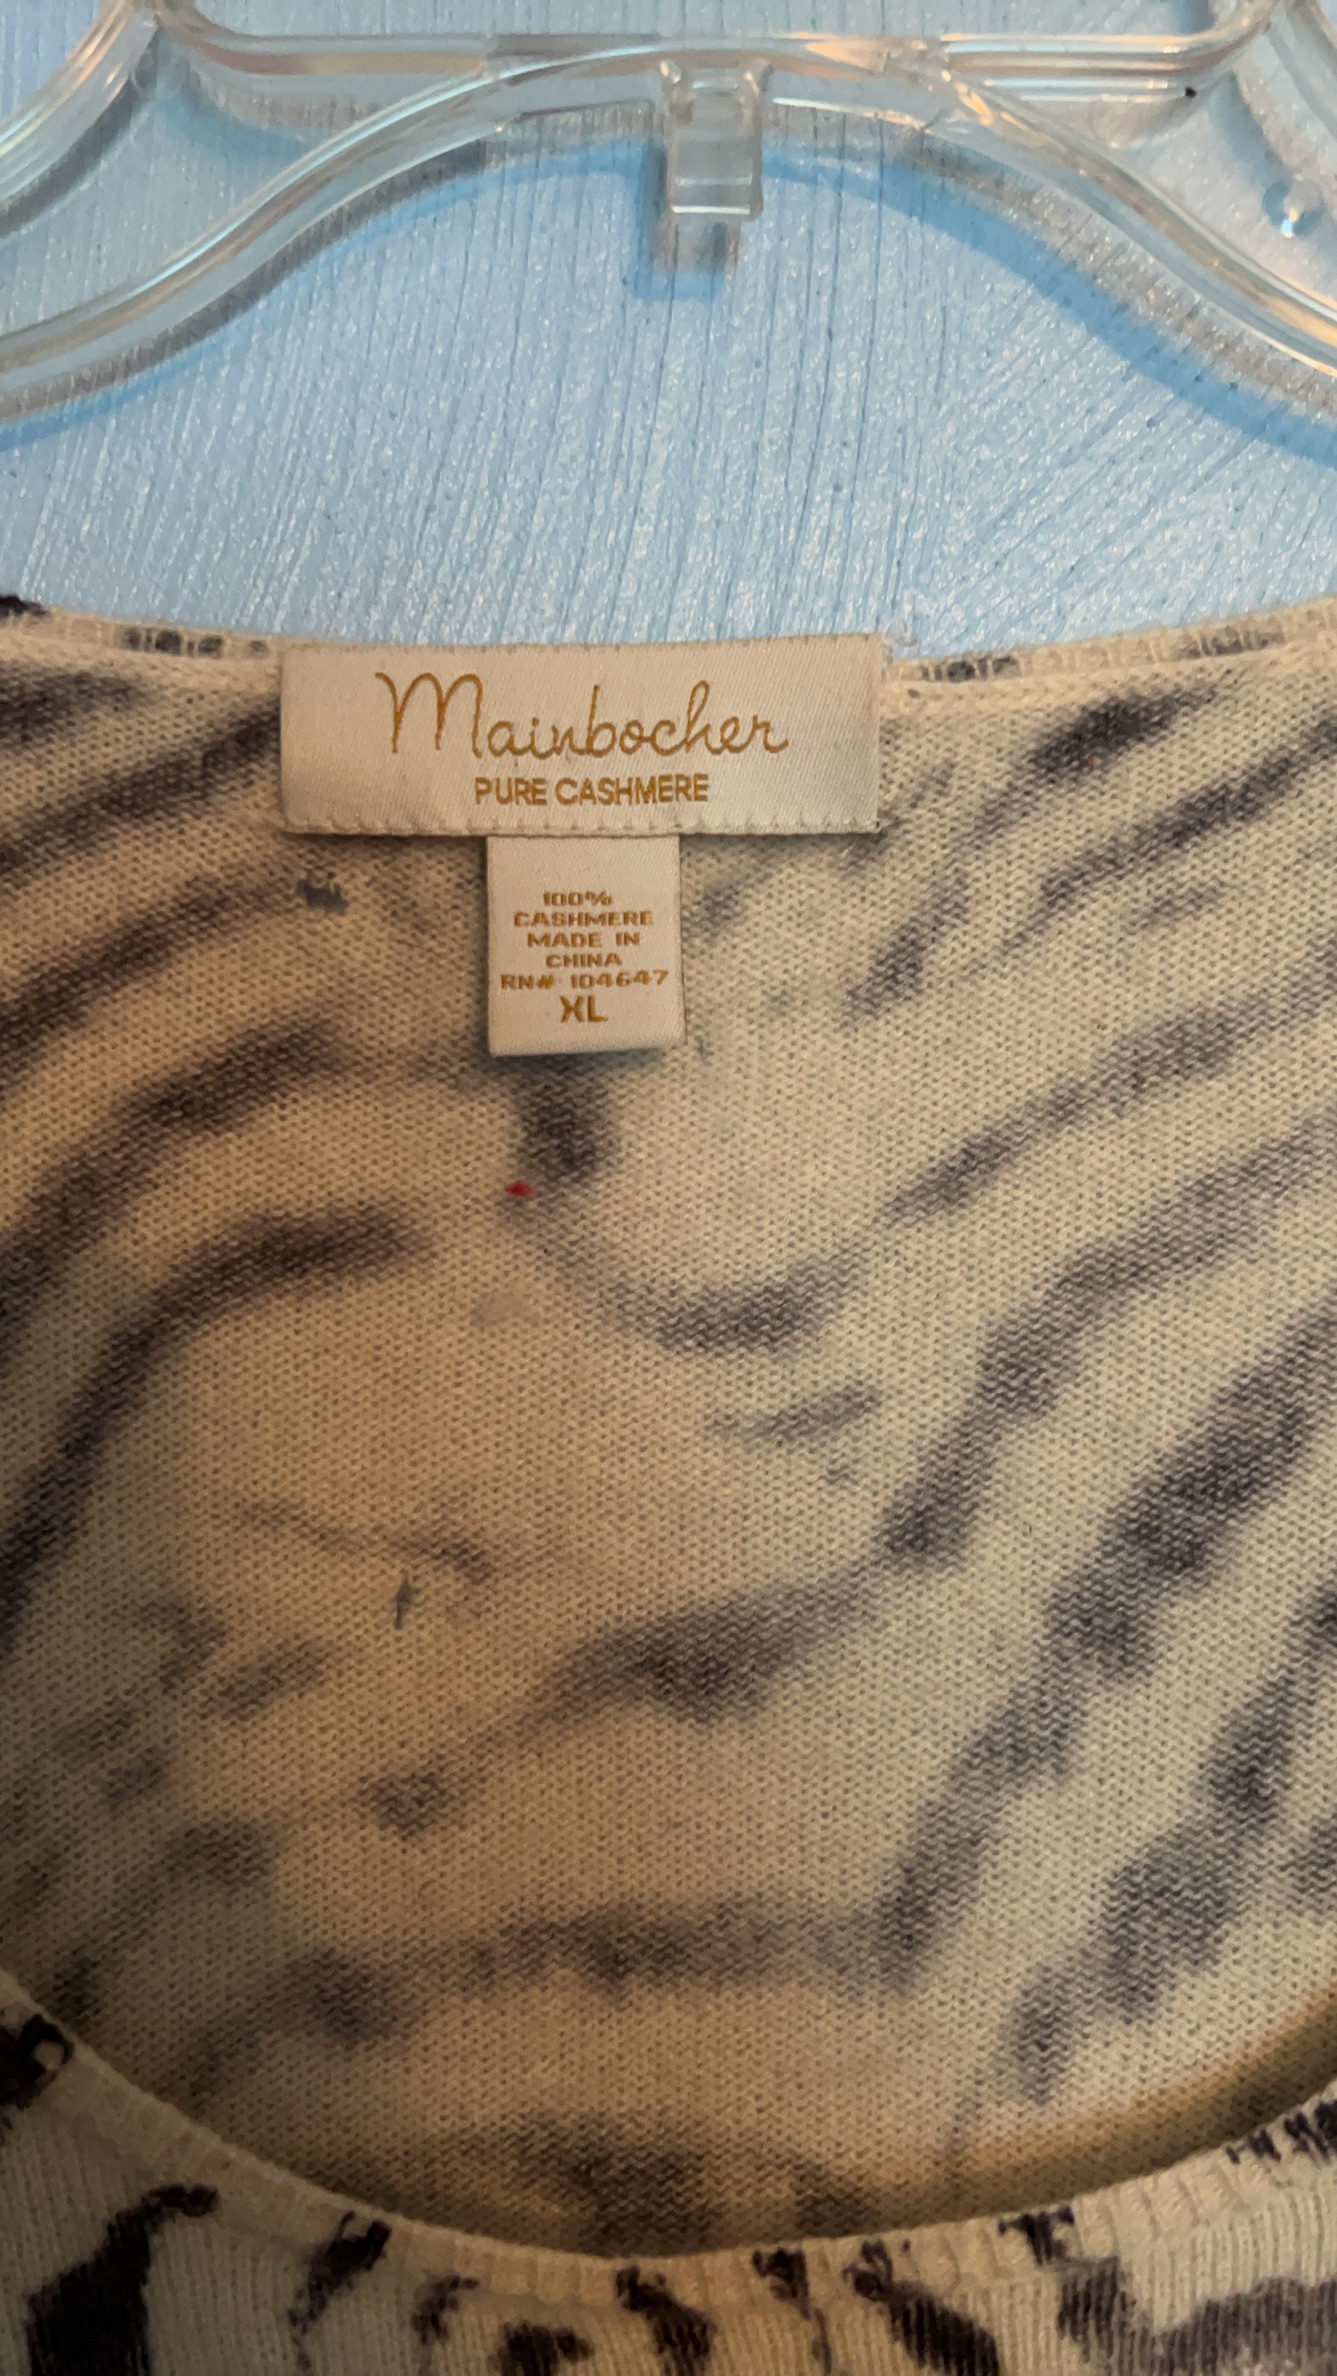 Mainbocher
PURE CASHMERE
100%
CASHMERE
MADE IN
CHINA
RN# 104647
XL